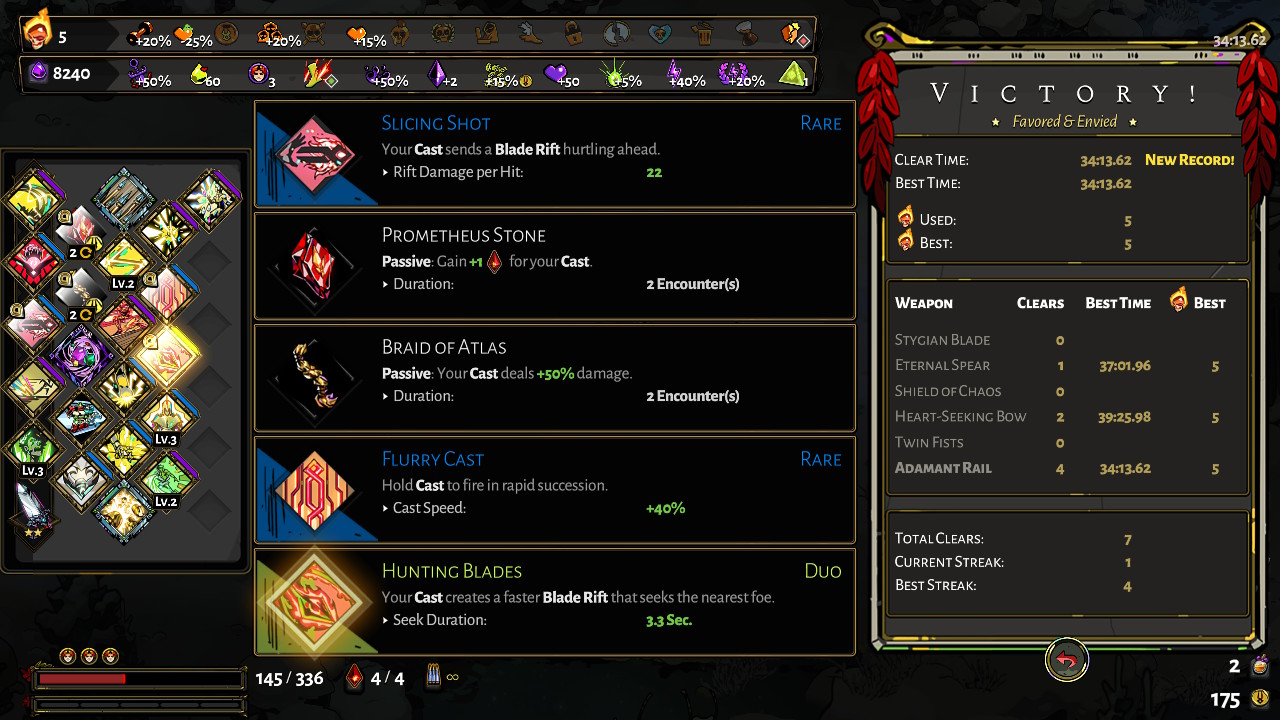 5
+20%
-25%
+20%
+15%
8240
+50%
60
3
+50%
+2
+15%
+50
+5%
+40%
+20%
1
34:13.62
Slicing Shot
Rare
Your Cast sends a Blade Rift hurtling ahead.
Rift Damage per Hit: 22
Prometheus Stone
Passive: Gain +1 for your Cast.
Duration: 2 Encounter(s)
Braid of Atlas
Passive: Your Cast deals +50% damage.
Duration: 2 Encounter(s)
Flurry Cast
Rare
Hold Cast to fire in rapid succession.
Cast Speed: +40%
Hunting Blades
Duo
Your Cast creates a faster Blade Rift that seeks the nearest foe.
Seek Duration: 3.3 Sec.
2
Lv.2
2
Lv.3
Lv.3
Lv.2
145 / 336
4 / 4
∞
Victory!
Favored & Envied
Clear Time: 34:13.62 New Record!
Best Time: 34:13.62
Used: 5
Best: 5
Weapon Clears Best Time Best
Stygian Blade 0
Eternal Spear 1 37:01.96 5
Shield of Chaos 0
Heart-Seeking Bow 2 39:25.98 5
Twin Fists 0
Adamant Rail 4 34:13.62 5
Total Clears: 7
Current Streak: 1
Best Streak: 4
2
175